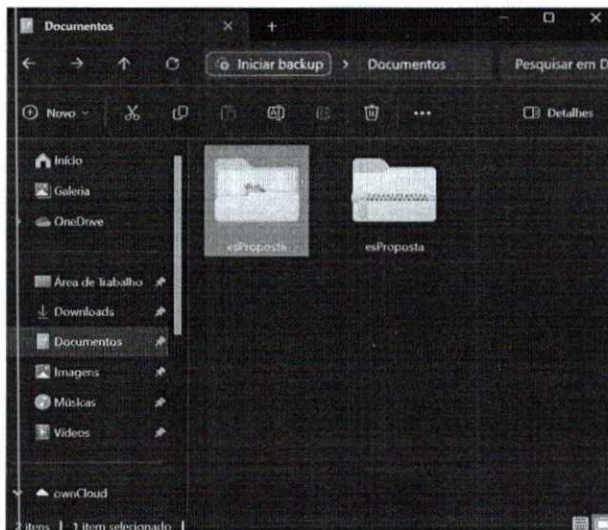 Documentos
Iniciar backup > Documentos Pesquisar em D
Novo Detalhes
Início
Galeria
OneDrive
esProposta esProposta
Área de Trabalho
Downloads
Documentos
Imagens
Músicas
Vídeos
ownCloud
2 itens | 1 item selecionado |